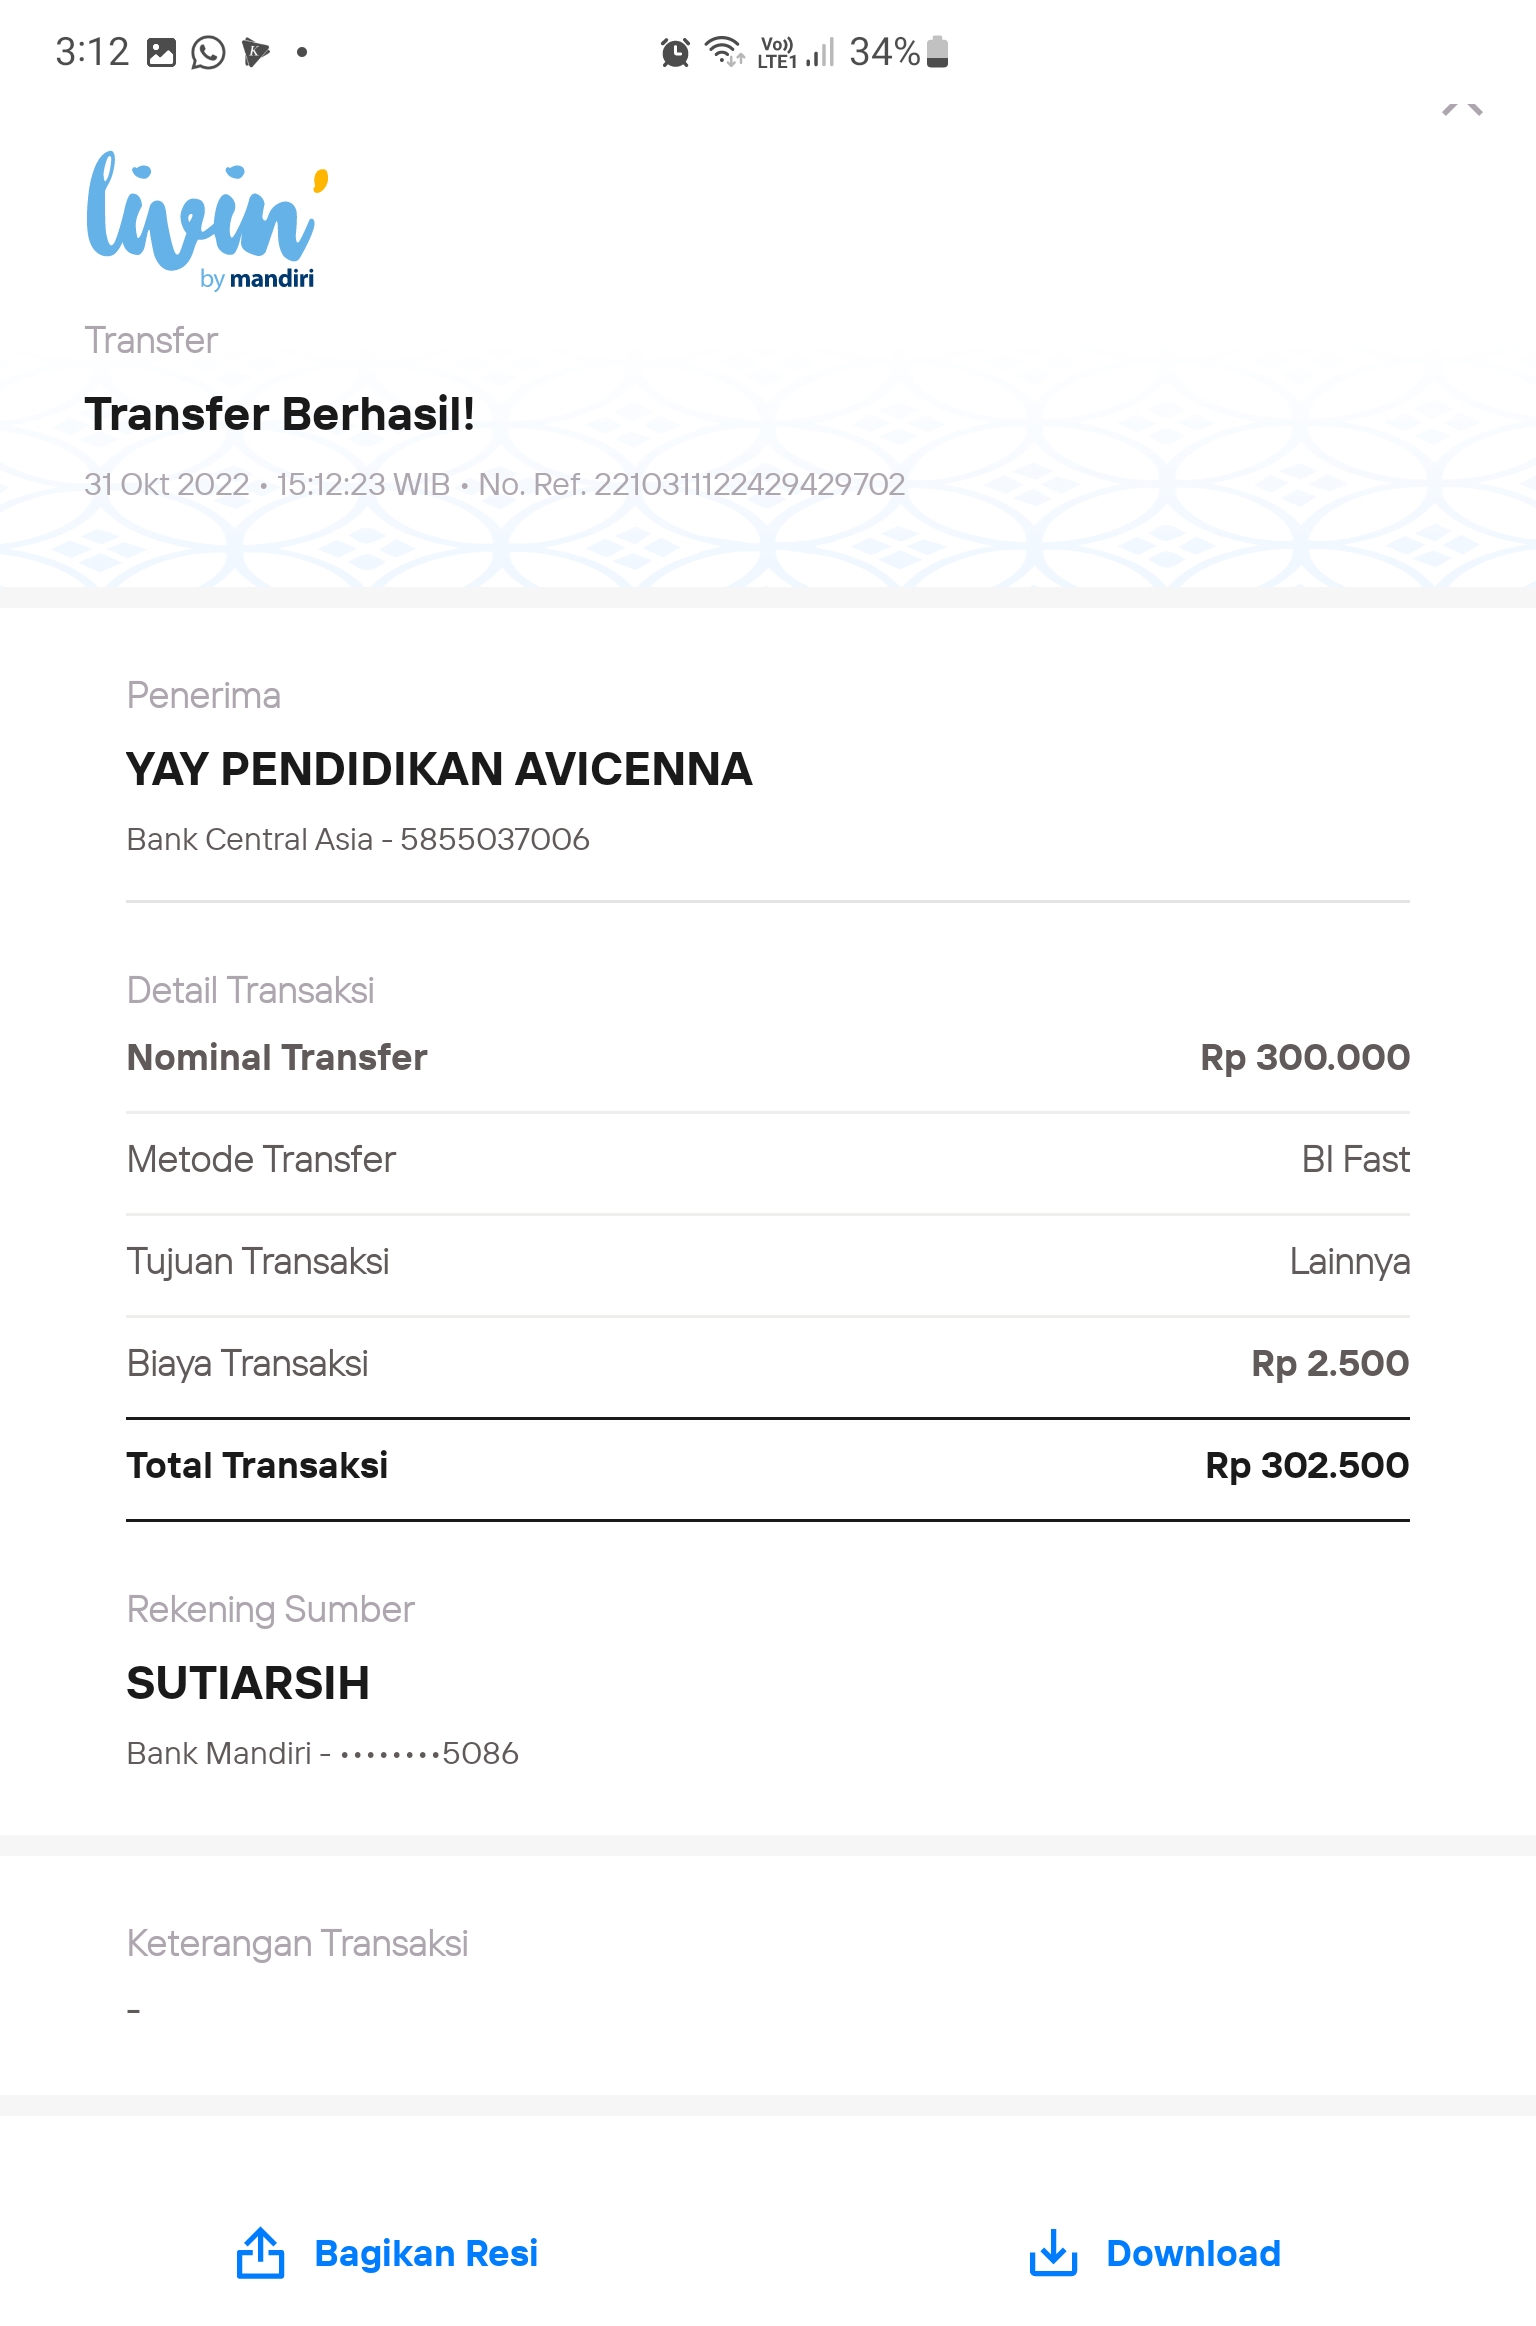 3:12
Vo))
LTE1
34%
livin'
by mandiri
Transfer
Transfer Berhasil!
31 Okt 2022 • 15:12:23 WIB • No. Ref. 2210311122429429702
Penerima
YAY PENDIDIKAN AVICENNA
Bank Central Asia - 5855037006
Detail Transaksi
Nominal Transfer Rp 300.000
Metode Transfer BI Fast
Tujuan Transaksi Lainnya
Biaya Transaksi Rp 2.500
Total Transaksi Rp 302.500
Rekening Sumber
SUTIARSIH
Bank Mandiri - ••••••••5086
Keterangan Transaksi
-
Bagikan Resi Download